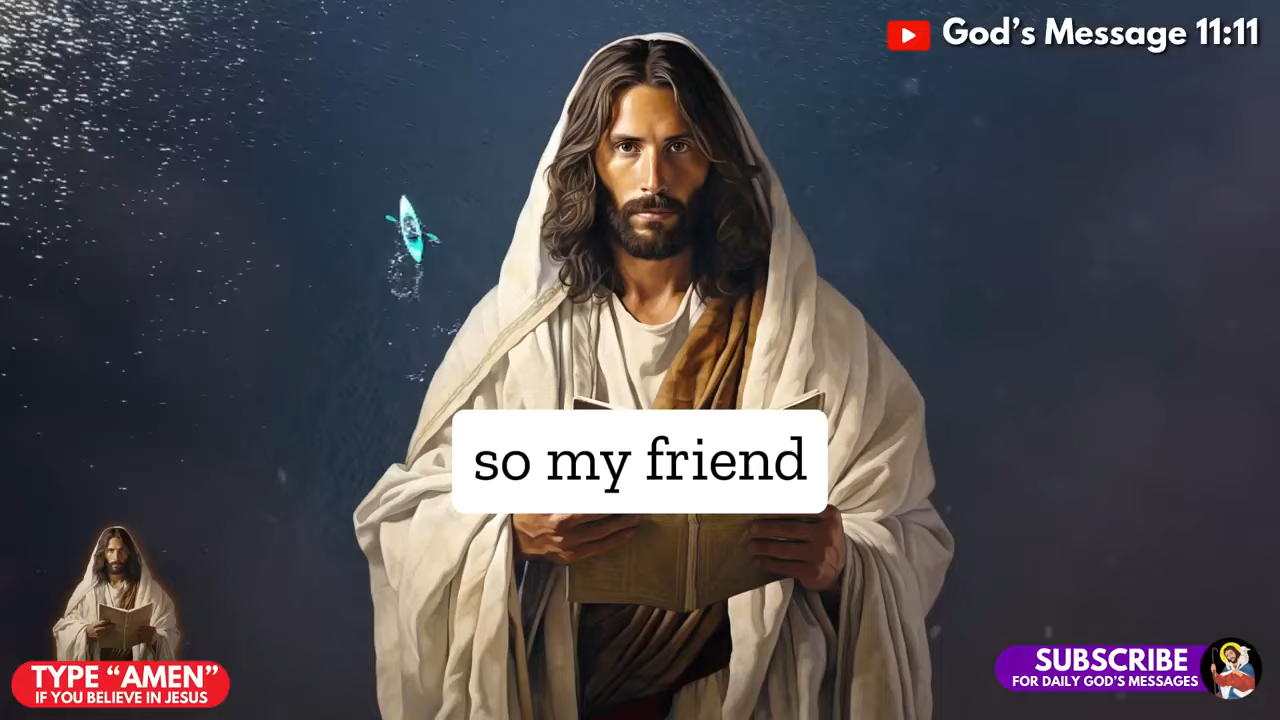 God's Message 11:11
so my friend
TYPE “AMEN”
IF YOU BELIEVE IN JESUS
SUBSCRIBE
FOR DAILY GOD'S MESSAGES